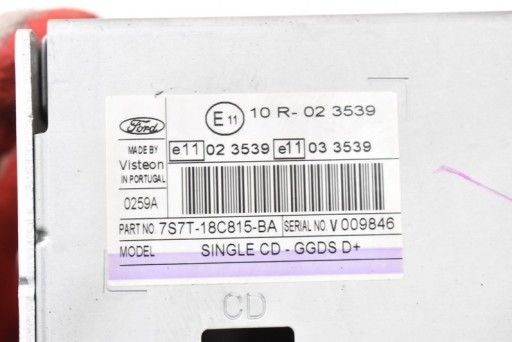 E 11 10 R- 02 3539
Ford
MADE BY
Visteon
IN PORTUGAL
e11 02 3539 e11 03 3539
0259A
PART NO. 7S7T-18C815-BA SERIAL NO. V 009846
MODEL SINGLE CD - GGDS D+
CD